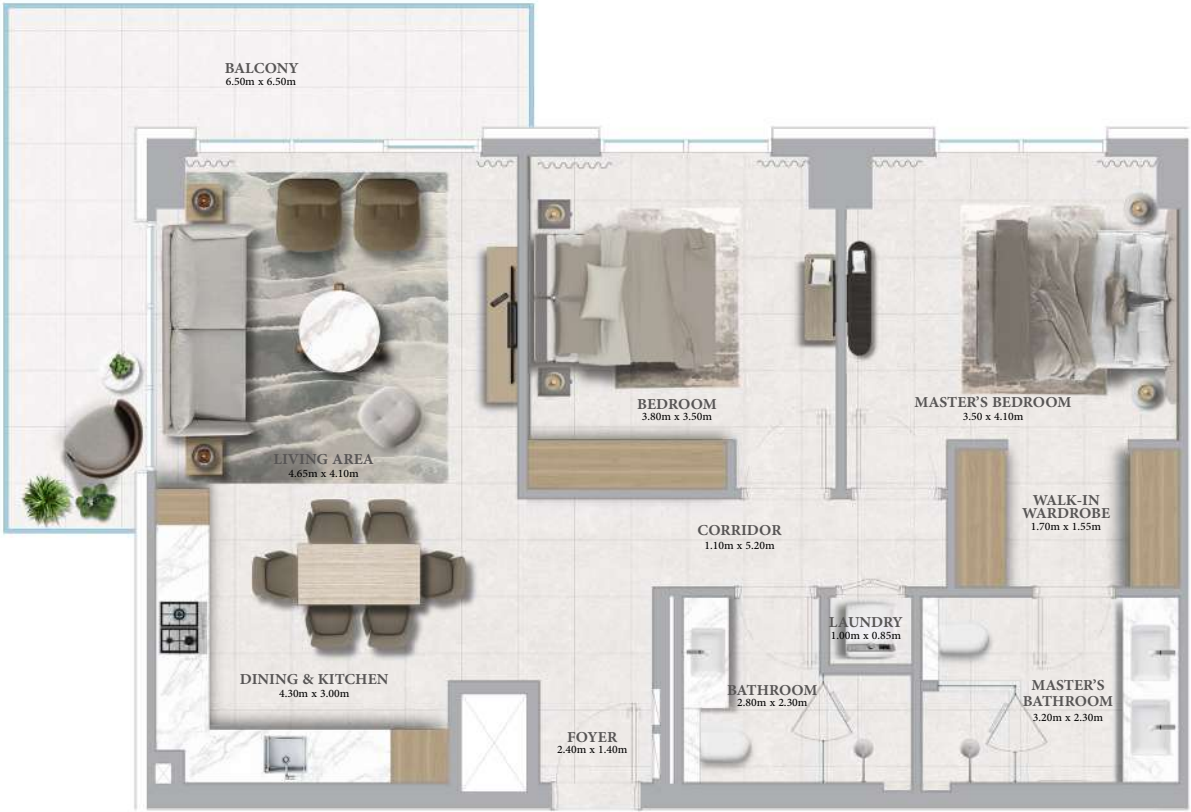 BALCONY
6.50m x 6.50m
LIVING AREA
4.65m x 4.10m
BEDROOM
3.80m x 3.50m
MASTER'S BEDROOM
3.50 x 4.10m
WALK-IN
WARDROBE
1.70m x 1.55m
CORRIDOR
1.10m x 5.20m
LAUNDRY
1.00m x 0.85m
DINING & KITCHEN
4.30m x 3.00m
BATHROOM
2.80m x 2.30m
MASTER'S
BATHROOM
3.20m x 2.30m
FOYER
2.40m x 1.40m